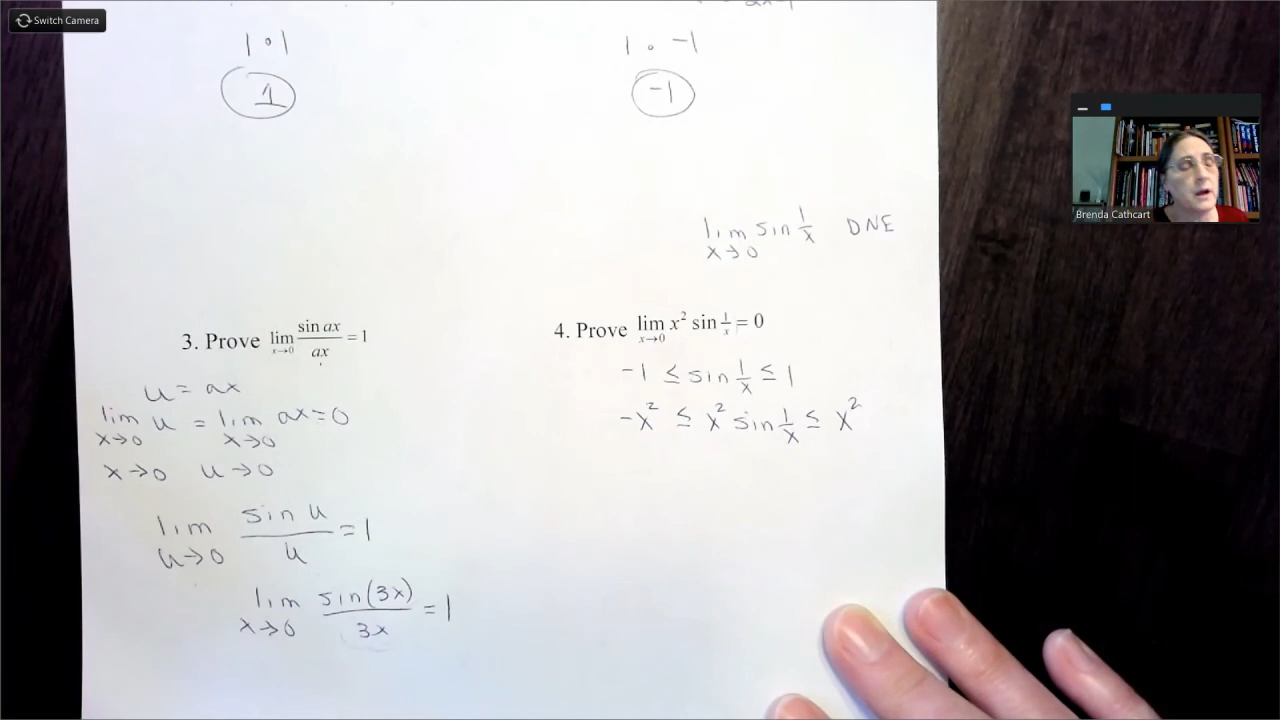 Switch Camera
1 • 1
1 • -1
1
-1
Brenda Cathcart
lim x→0 sin 1/x DNE
3. Prove lim x→0 sin ax / ax = 1
4. Prove lim x→0 x² sin 1/x = 0
u = ax
-1 ≤ sin 1/x ≤ 1
lim x→0 u = lim x→0 ax = 0
-x² ≤ x² sin 1/x ≤ x²
x→0 u→0
lim u→0 sin u / u = 1
lim x→0 sin(3x) / 3x = 1